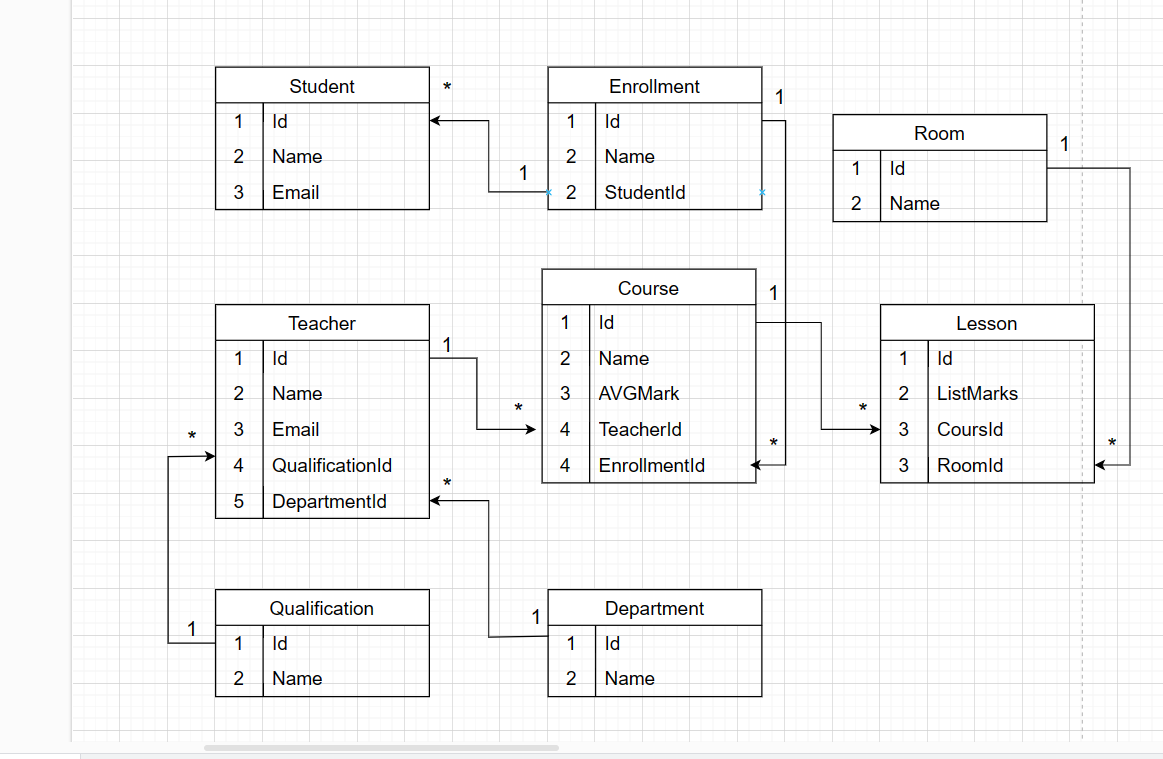 Student
1 Id
2 Name
3 Email
*
1
Enrollment
1 Id
2 Name
2 StudentId
1
Room
1 Id
2 Name
1
Teacher
1 Id
2 Name
3 Email
4 QualificationId
5 DepartmentId
1
*
*
*
Course
1 Id
2 Name
3 AVGMark
4 TeacherId
4 EnrollmentId
1
*
*
Lesson
1 Id
2 ListMarks
3 CoursId
3 RoomId
*
Qualification
1 Id
2 Name
1
Department
1 Id
2 Name
1